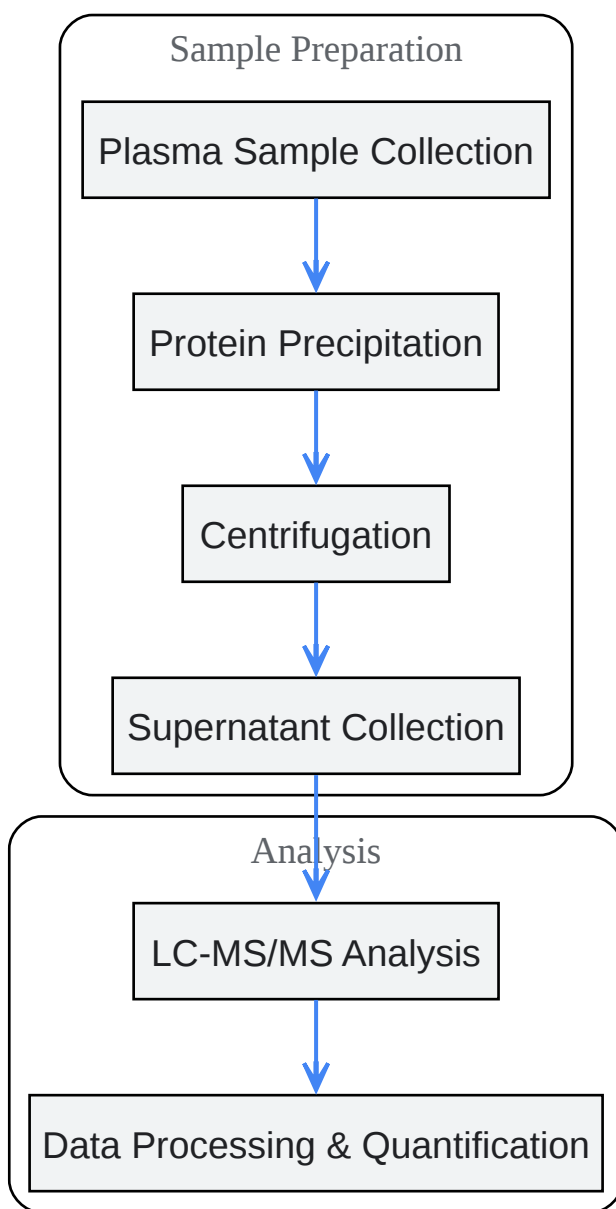 Sample Preparation
Plasma Sample Collection
Protein Precipitation
Centrifugation
Supernatant Collection
Analysis
LC-MS/MS Analysis
Data Processing & Quantification